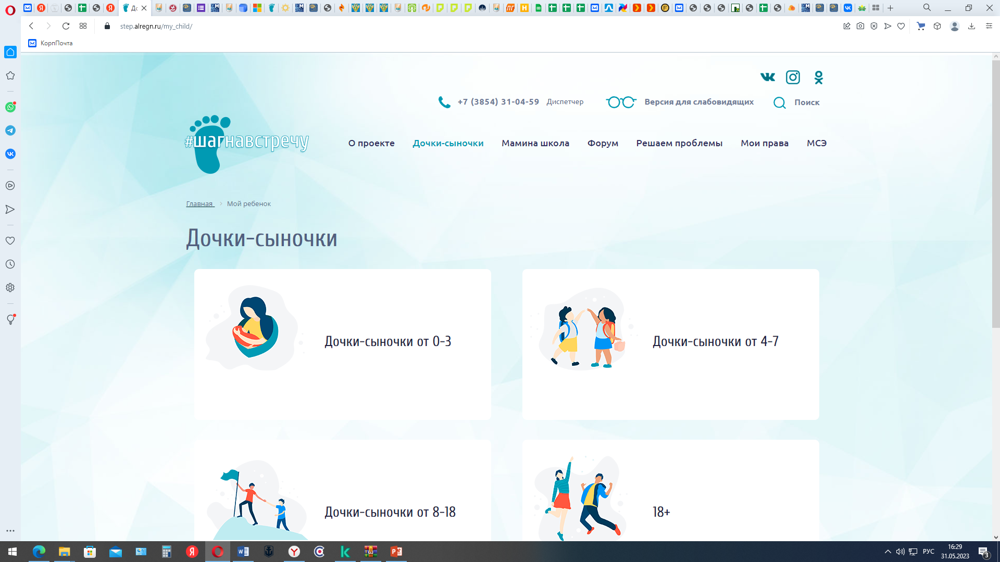 До
step.alregn.ru/my_child/
КорпПочта
+7 (3854) 31-04-59 Диспетчер Версия для слабовидящих Поиск
#шагнавстречу
О проекте Дочки-сыночки Мамина школа Форум Решаем проблемы Мои права МСЭ
Главная > Мой ребенок
Дочки-сыночки
Дочки-сыночки от 0-3
Дочки-сыночки от 4-7
Дочки-сыночки от 8-18
18+
РУС
16:29
31.05.2023
3